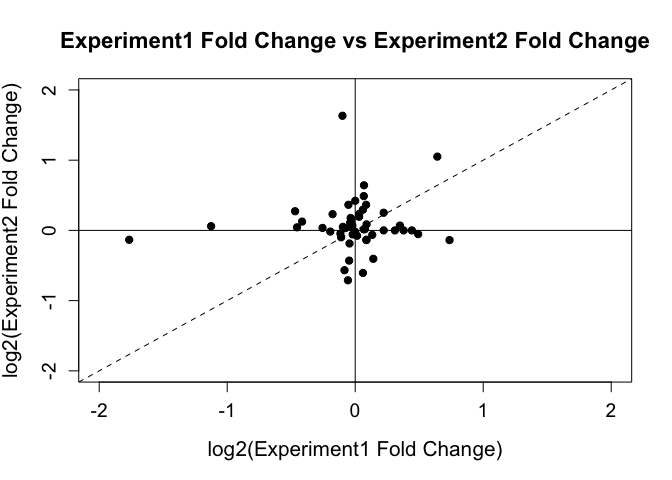 Experiment1 Fold Change vs Experiment2 Fold Change
log2(Experiment2 Fold Change)
2
1
0
-1
-2
-2 -1 0 1 2
log2(Experiment1 Fold Change)